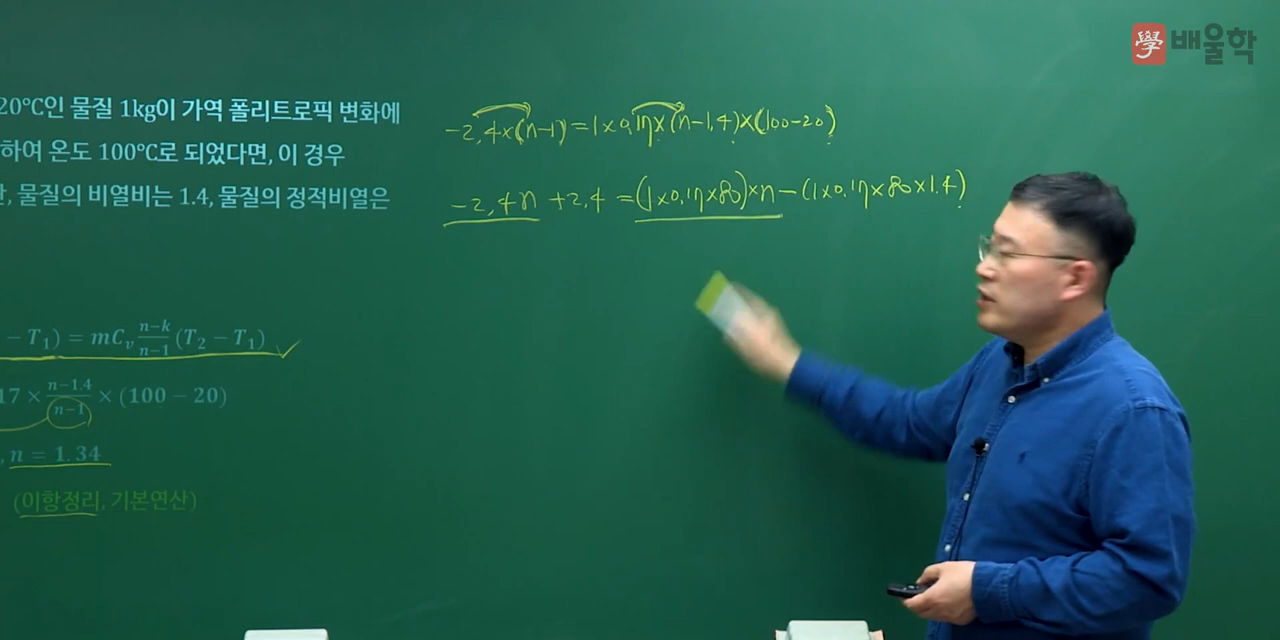 學 배울학
20℃인 물질 1kg이 가역 폴리트로픽 변화에
하여 온도 100℃로 되었다면, 이 경우
, 물질의 비열비는 1.4, 물질의 정적비열은
-2,4×(n-1)=1×0,17×(n-1,4)×(100-20)
-2,4n +2,4 =(1×0,17×80)×n-(1×0,17×80×1.4)
- T₁) = mCᵥ \frac{n-k}{n-1} (T₂ - T₁)
17 × \frac{n-1.4}{n-1} × (100 - 20)
, n = 1.34
(이항정리, 기본연산)